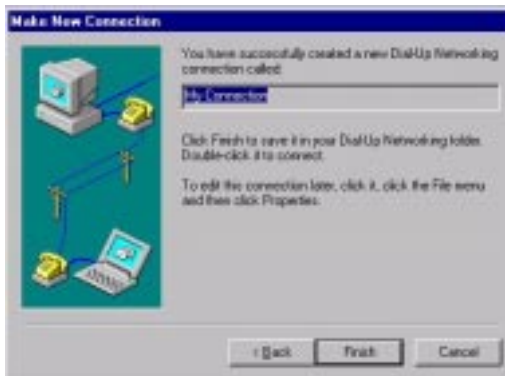 Make New Connection
You have successfully created a new Dial-Up Networking
connection called:
My Connection
Click Finish to save it in your Dial-Up Networking folder.
Double-click it to connect.
To edit this connection later, click it, click the File menu
and then click Properties.
< Back
Finish
Cancel